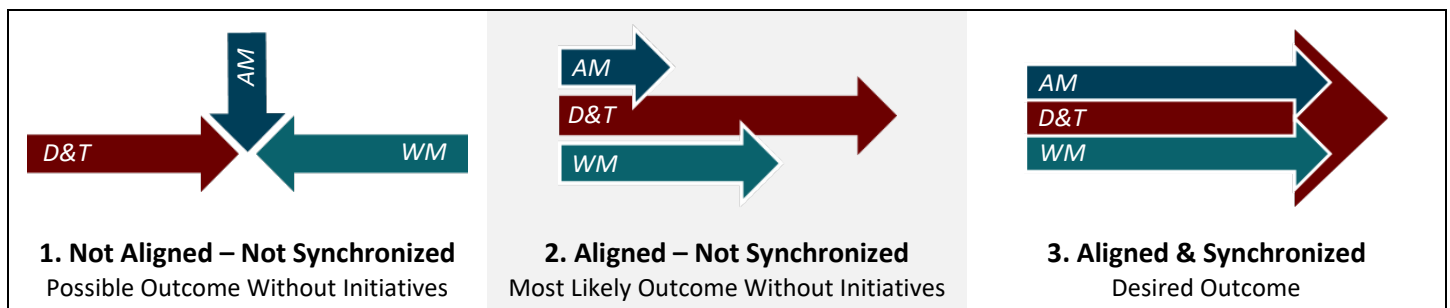 AM
D&T
WM
1. Not Aligned – Not Synchronized
Possible Outcome Without Initiatives
AM
D&T
WM
2. Aligned – Not Synchronized
Most Likely Outcome Without Initiatives
AM
D&T
WM
3. Aligned & Synchronized
Desired Outcome